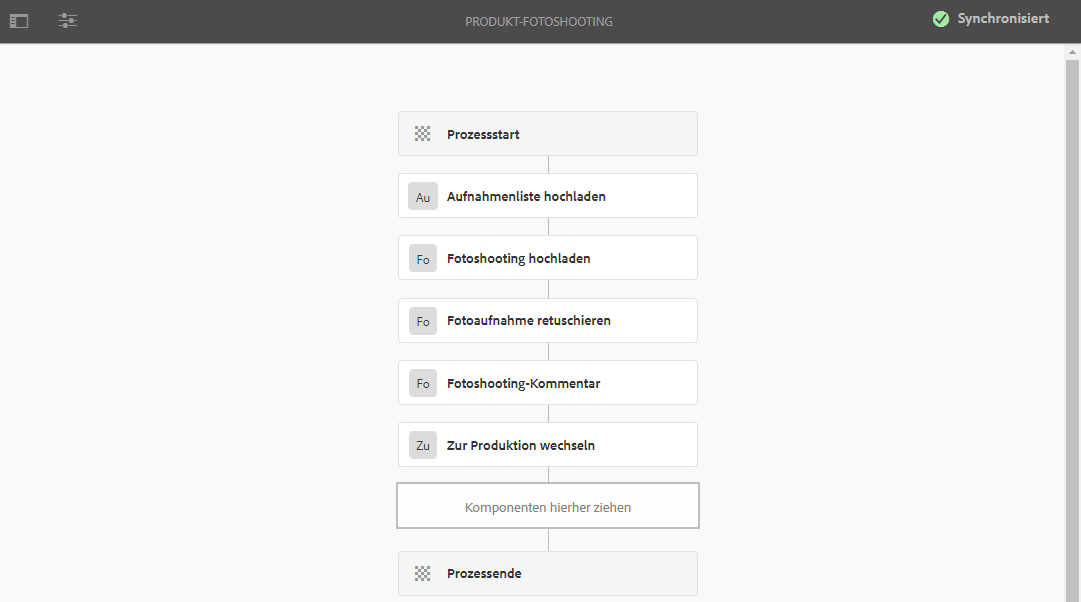 PRODUKT-FOTOSHOOTING
Synchronisiert
Prozessstart
Au Aufnahmenliste hochladen
Fo Fotoshooting hochladen
Fo Fotoaufnahme retuschieren
Fo Fotoshooting-Kommentar
Zu Zur Produktion wechseln
Komponenten hierher ziehen
Prozessende